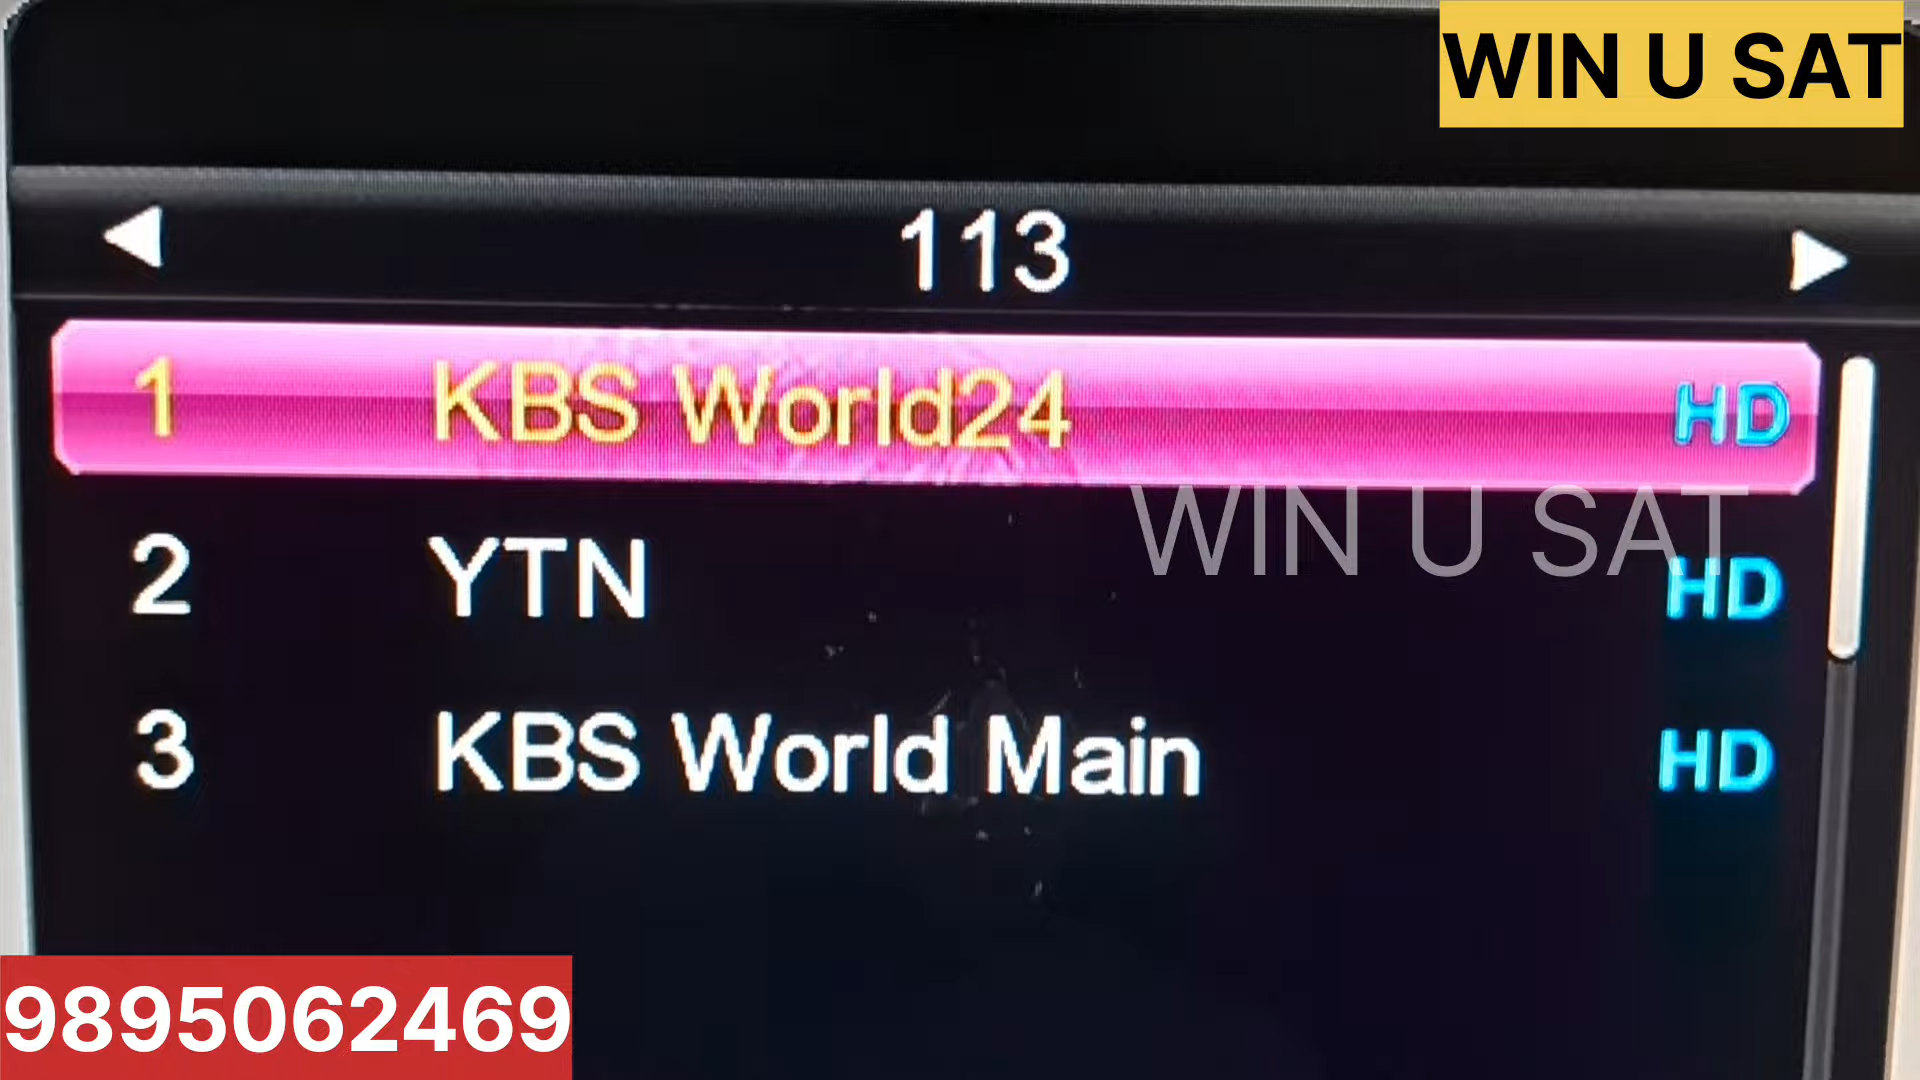 WIN U SAT
113
1 KBS World24 HD
WIN U SAT
2 YTN HD
3 KBS World Main HD
9895062469